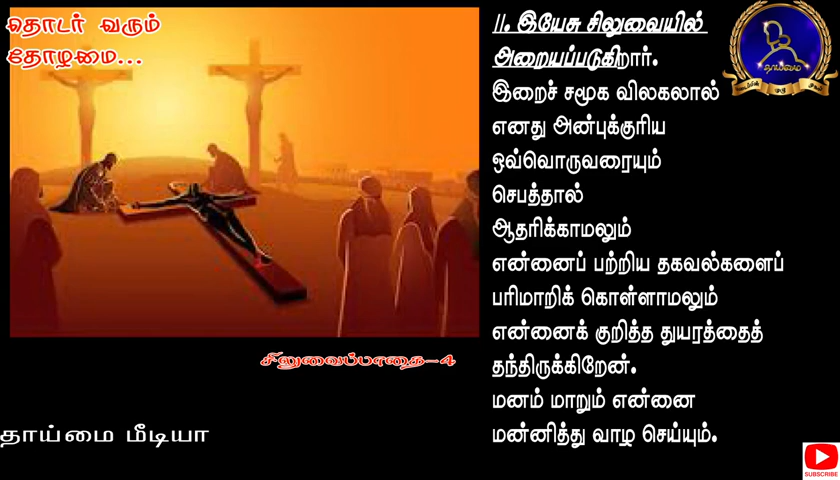 தொடர் வரும்
தோழமை...
11. இயேசு சிலுவையில்
அறையப்படுகிறார்.
இறைச் சமூக விலகலால்
எனது அன்புக்குரிய
ஒவ்வொருவரையும்
செபத்தால்
ஆதரிக்காமலும்
என்னைப் பற்றிய தகவல்களைப்
பரிமாறிக் கொள்ளாமலும்
என்னைக் குறித்த துயரத்தைத்
தந்திருக்கிறேன்.
மனம் மாறும் என்னை
மன்னித்து வாழ செய்யும்.
சிலுவைப்பாதை-4
தாய்மை மீடியா
தாய்மை